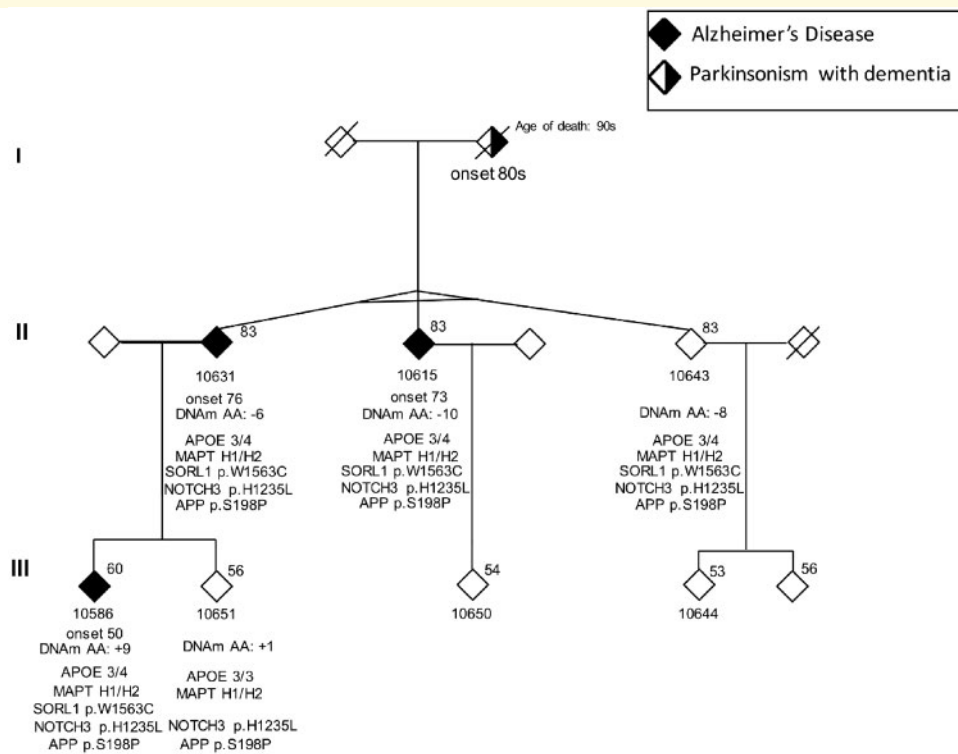 Alzheimer's Disease
Parkinsonism with dementia
Age of death: 90s
I
onset 80s
II
83
83
83
10631
10615
10643
onset 76
onset 73
DNAm AA: -6
DNAm AA: -10
DNAm AA: -8
APOE 3/4
APOE 3/4
APOE 3/4
MAPT H1/H2
MAPT H1/H2
MAPT H1/H2
SORL1 p.W1563C
SORL1 p.W1563C
SORL1 p.W1563C
NOTCH3 p.H1235L
NOTCH3 p.H1235L
NOTCH3 p.H1235L
APP p.S198P
APP p.S198P
APP p.S198P
III
60
56
54
53
56
10586
10651
10650
10644
onset 50
DNAm AA: +9
DNAm AA: +1
APOE 3/4
APOE 3/3
MAPT H1/H2
MAPT H1/H2
SORL1 p.W1563C
NOTCH3 p.H1235L
NOTCH3 p.H1235L
APP p.S198P
APP p.S198P